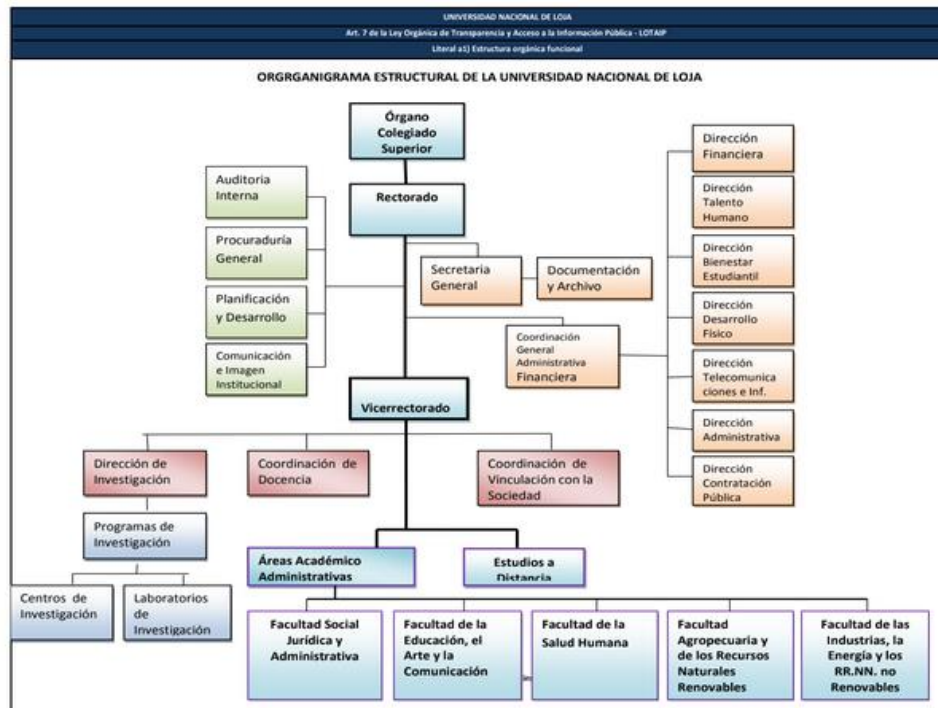 UNIVERSIDAD NACIONAL DE LOJA
Art. 7 de la Ley Orgánica de Transparencia y Acceso a la Información Pública - LOTAIP
Literal a1) Estructura orgánica funcional
ORGRGANIGRAMA ESTRUCTURAL DE LA UNIVERSIDAD NACIONAL DE LOJA
Órgano
Colegiado
Superior
Rectorado
Auditoria
Interna
Procuraduría
General
Planificación
y Desarrollo
Comunicación
e Imagen
Institucional
Secretaria
General
Documentación
y Archivo
Coordinación
General
Administrativa
Financiera
Dirección
Financiera
Dirección
Talento
Humano
Dirección
Bienestar
Estudiantil
Dirección
Desarrollo
Físico
Dirección
Telecomunica
ciones e Inf.
Dirección
Administrativa
Dirección
Contratación
Pública
Vicerrectorado
Dirección de
Investigación
Coordinación de
Docencia
Coordinación de
Vinculación con la
Sociedad
Programas de
Investigación
Centros de
Investigación
Laboratorios
de
Investigación
Áreas Académico
Administrativas
Estudios a
Distancia
Facultad Social
Jurídica y
Administrativa
Facultad de la
Educación, el
Arte y la
Comunicación
Facultad de la
Salud Humana
Facultad
Agropecuaria y
de los Recursos
Naturales
Renovables
Facultad de las
Industrias, la
Energía y los
RR.NN. no
Renovables